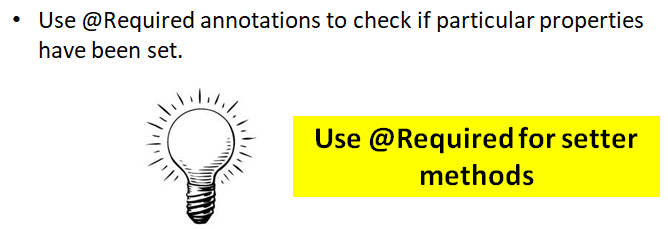 • Use @Required annotations to check if particular properties
have been set.
Use @Required for setter
methods